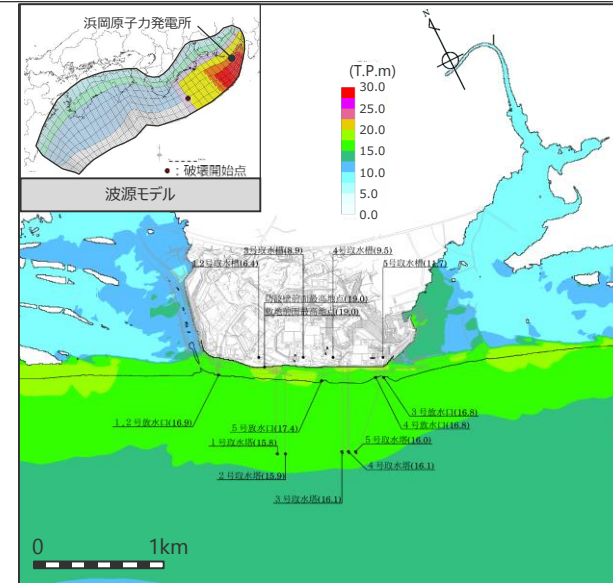 浜岡原子力発電所
●：破壊開始点
波源モデル
N
(T.P.m)
30.0
25.0
20.0
15.0
10.0
5.0
0.0
3号取水槽(8.9)
4号取水槽(9.5)
1,2号取水槽(6.4)
5号取水槽(11.7)
防波壁前面最高地点(19.0)
敷地前面最高地点(19.0)
1,2号放水口(16.9)
5号放水口(17.4)
3号放水口(16.8)
4号放水口(16.8)
1号取水塔(15.8)
5号取水塔(16.0)
2号取水塔(15.9)
4号取水塔(16.1)
3号取水塔(16.1)
0 1km